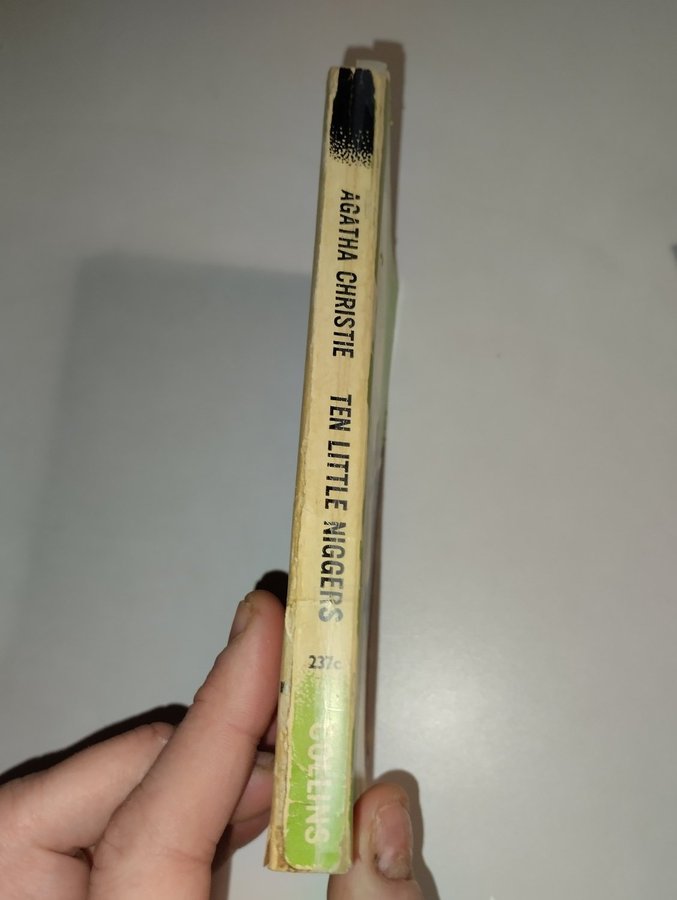 AGATHA CHRISTIE TEN LITTLE NIGGERS
237c
COLLINS